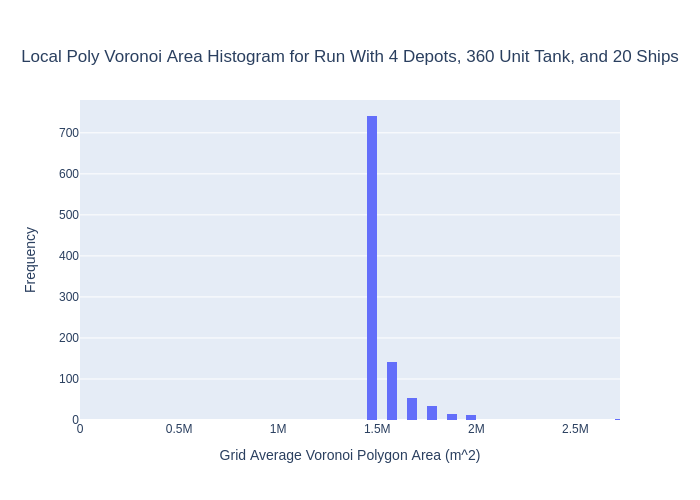 Local Poly Voronoi Area Histogram for Run With 4 Depots, 360 Unit Tank, and 20 Ships
Frequency
700
600
500
400
300
200
100
0
0 0.5M 1M 1.5M 2M 2.5M
Grid Average Voronoi Polygon Area (m^2)